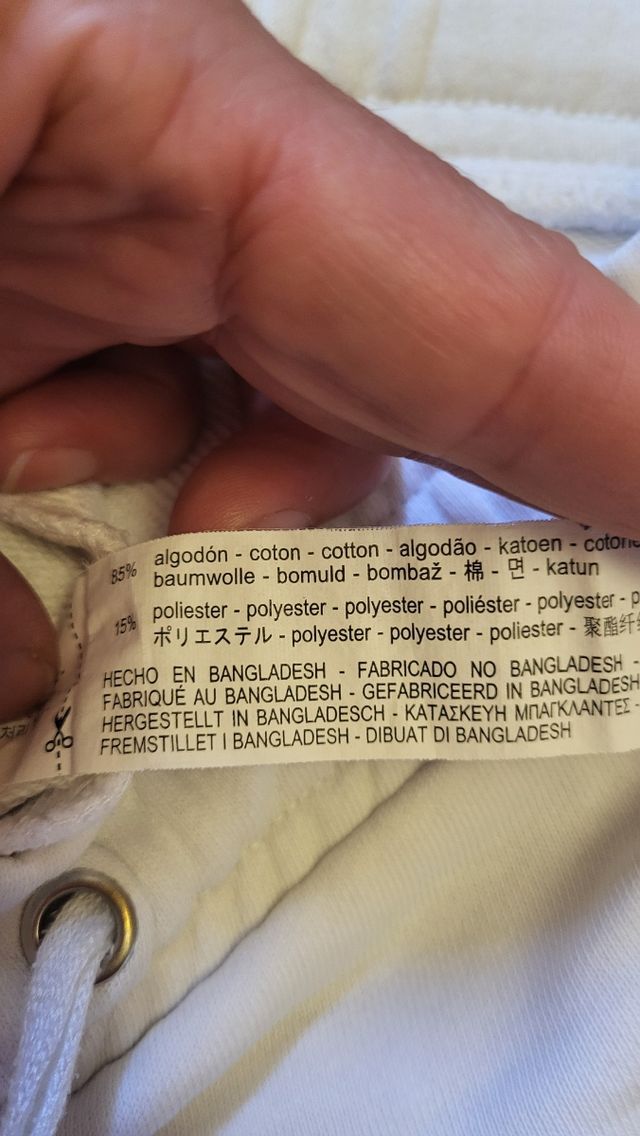 85% algodón - coton - cotton - algodão - katoen -
baumwolle - bomuld - bombaž - 棉 - 면 - katun
15% poliester - polyester - polyester - poliéster - polyester -
ポリエステル - polyester - polyester - poliester -
HECHO EN BANGLADESH - FABRICADO NO BANGLADESH -
FABRIQUÉ AU BANGLADESH - GEFABRICEERD IN BANGLADESH
HERGESTELLT IN BANGLADESCH - ΚΑΤΑΣΚΕΥΗ ΜΠΑΓΚΛΑΝΤΕΣ -
FREMSTILLET I BANGLADESH - DIBUAT DI BANGLADESH